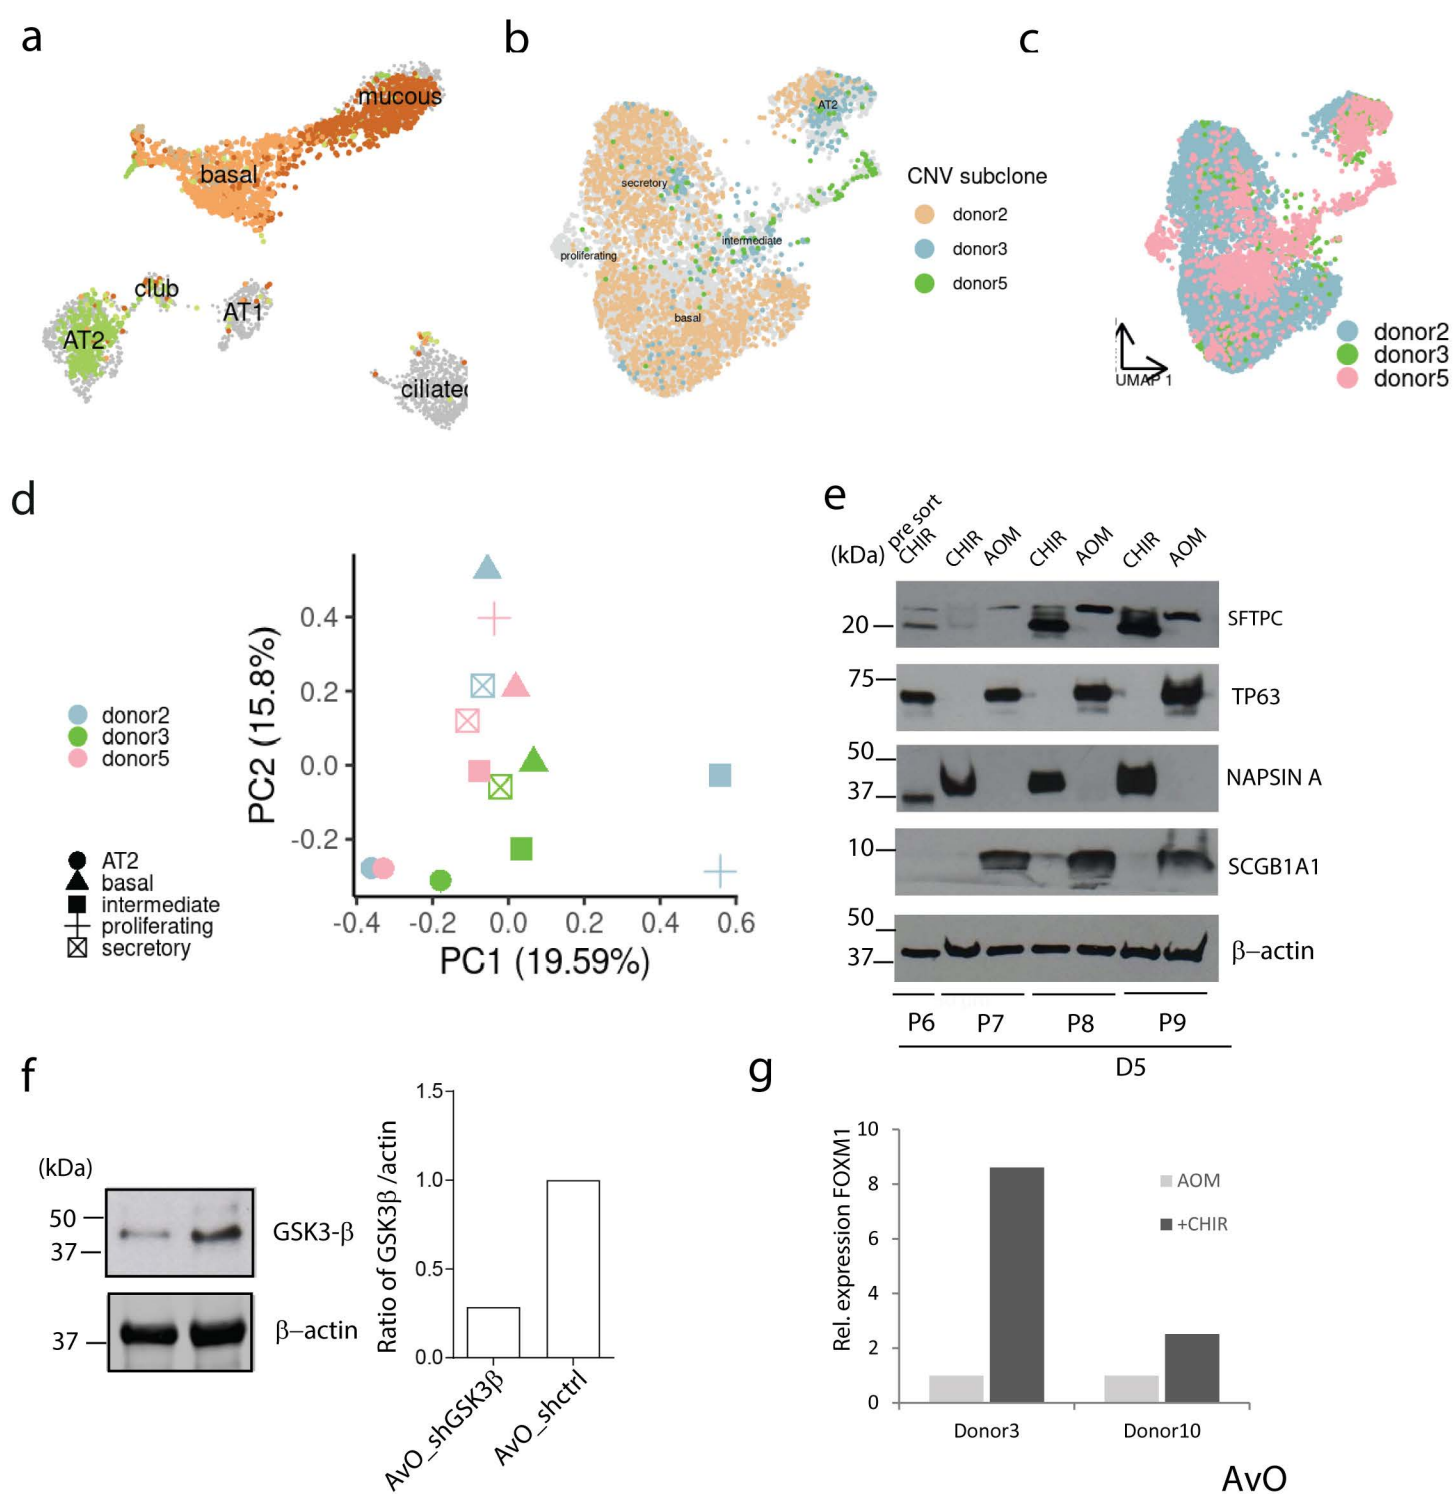 a
mucous
basal
club
AT1
AT2
ciliated
b
AT2
secretory
intermediate
proliferating
basal
CNV subclone
donor2
donor3
donor5
c
UMAP 1
donor2
donor3
donor5
d
donor2
donor3
donor5
AT2
basal
intermediate
proliferating
secretory
PC2 (15.8%)
0.4
0.2
0.0
-0.2
-0.4 -0.2 0.0 0.2 0.4 0.6
PC1 (19.59%)
e
(kDa)
pre sort
CHIR CHIR AOM CHIR AOM CHIR AOM
20 SFTPC
75 TP63
50
37 NAPSIN A
10 SCGB1A1
50
37 β−actin
P6 P7 P8 P9
D5
f
(kDa)
50 GSK3-β
37
37 β−actin
Ratio of GSK3β /actin
1.5
1.0
0.5
0.0
AvO_shGSK3β
AvO_shctrl
g
Rel. expression FOXM1
10
8
6
4
2
0
AOM
+CHIR
Donor3 Donor10
AvO